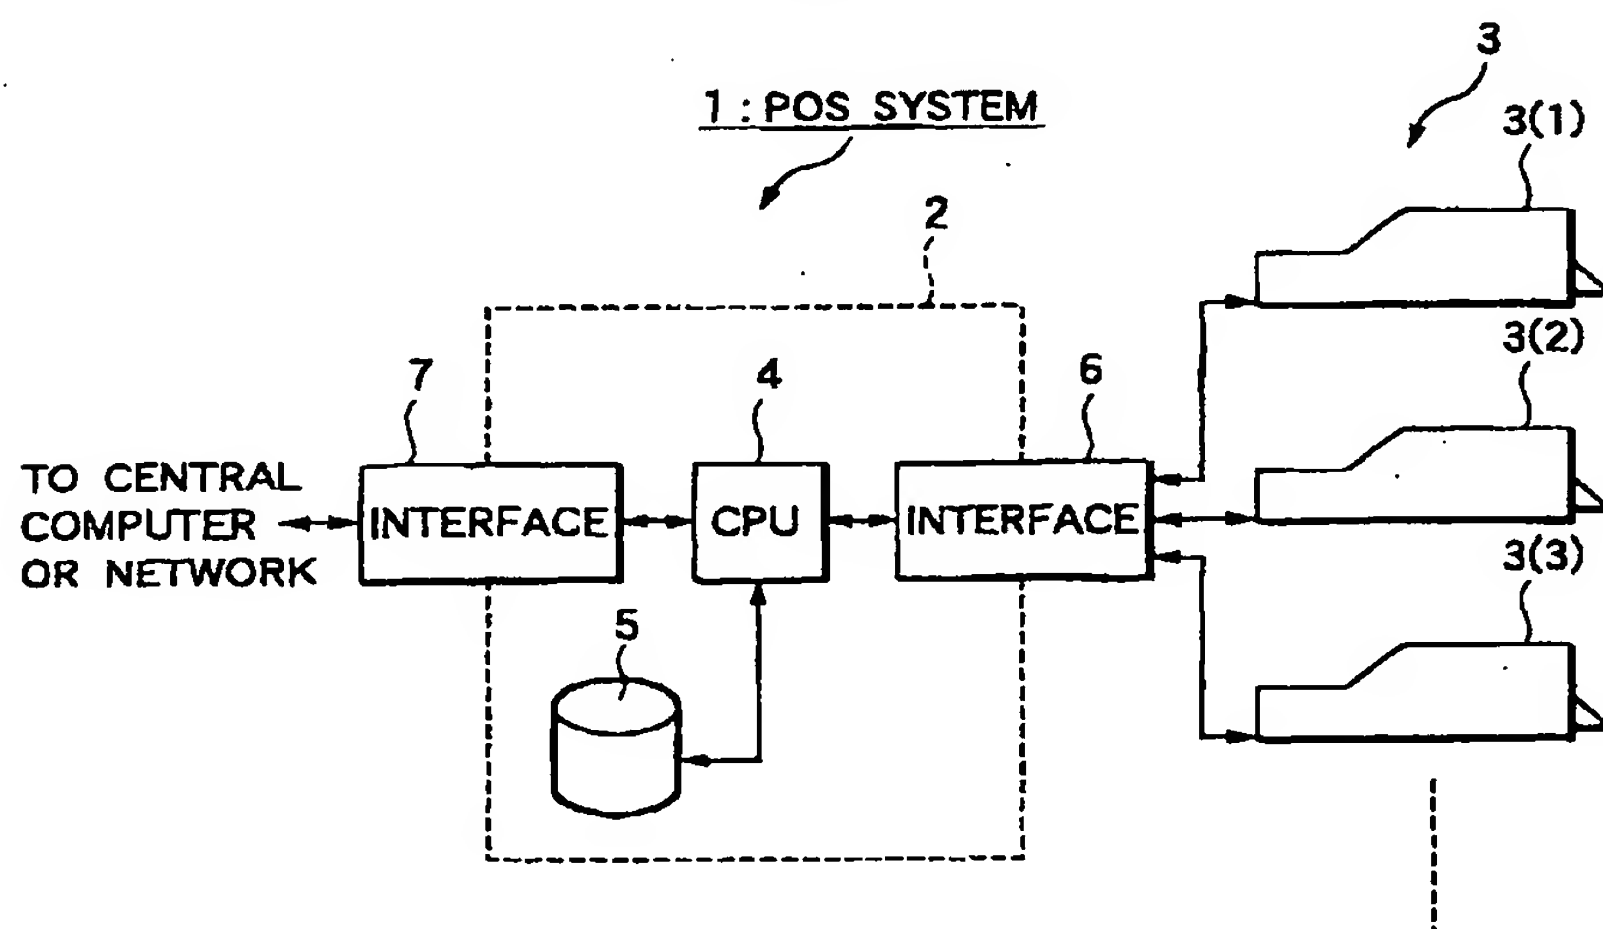 3
1 : POS SYSTEM
3(1)
2
3(2)
7
4
6
TO CENTRAL
COMPUTER
OR NETWORK
INTERFACE
CPU
INTERFACE
3(3)
5